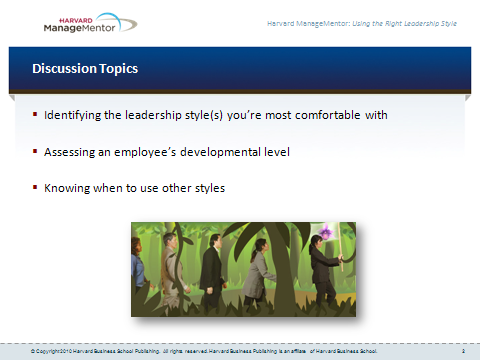 HARVARD
ManageMentor
Harvard ManageMentor: Using the Right Leadership Style
Discussion Topics
Identifying the leadership style(s) you're most comfortable with
Assessing an employee's developmental level
Knowing when to use other styles
© Copyright 2010 Harvard Business School Publishing. All rights reserved. Harvard Business Publishing is an affiliate of Harvard Business School.